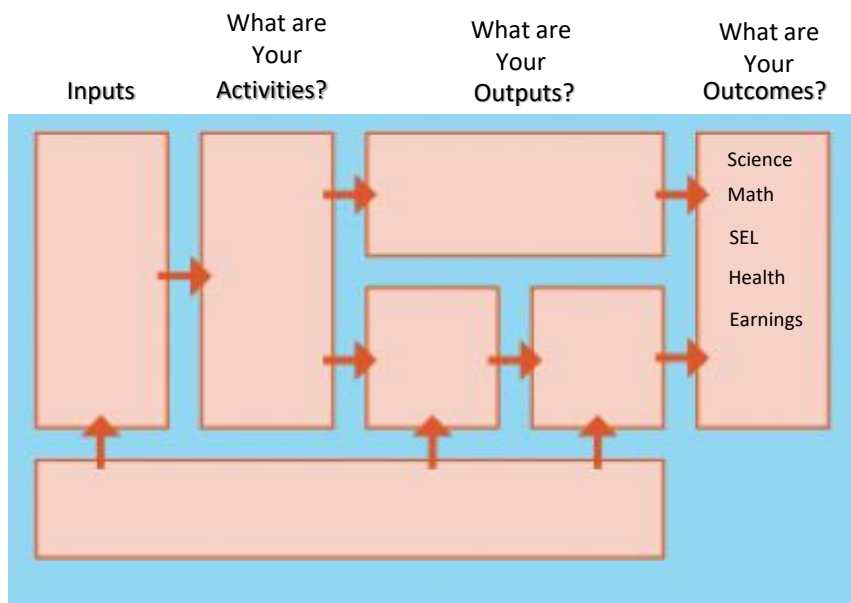 Inputs
What are
Your
Activities?
What are
Your
Outputs?
What are
Your
Outcomes?
Science
Math
SEL
Health
Earnings